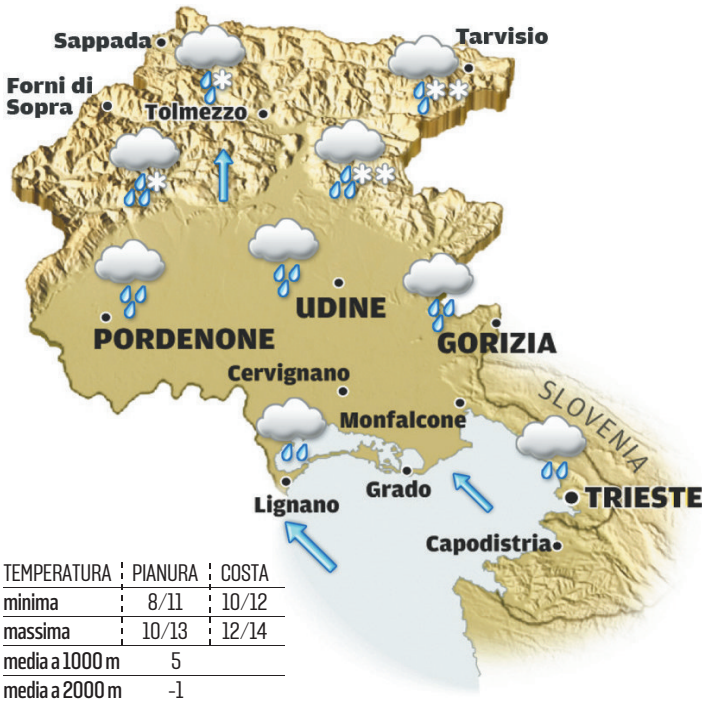 Sappada
Tarvisio
Forni di
Sopra
Tolmezzo
UDINE
PORDENONE
GORIZIA
Cervignano
SLOVENIA
Monfalcone
Grado
Lignano
TRIESTE
Capodistria
TEMPERATURA PIANURA COSTA
minima 8/11 10/12
massima 10/13 12/14
media a 1000 m 5
media a 2000 m -1